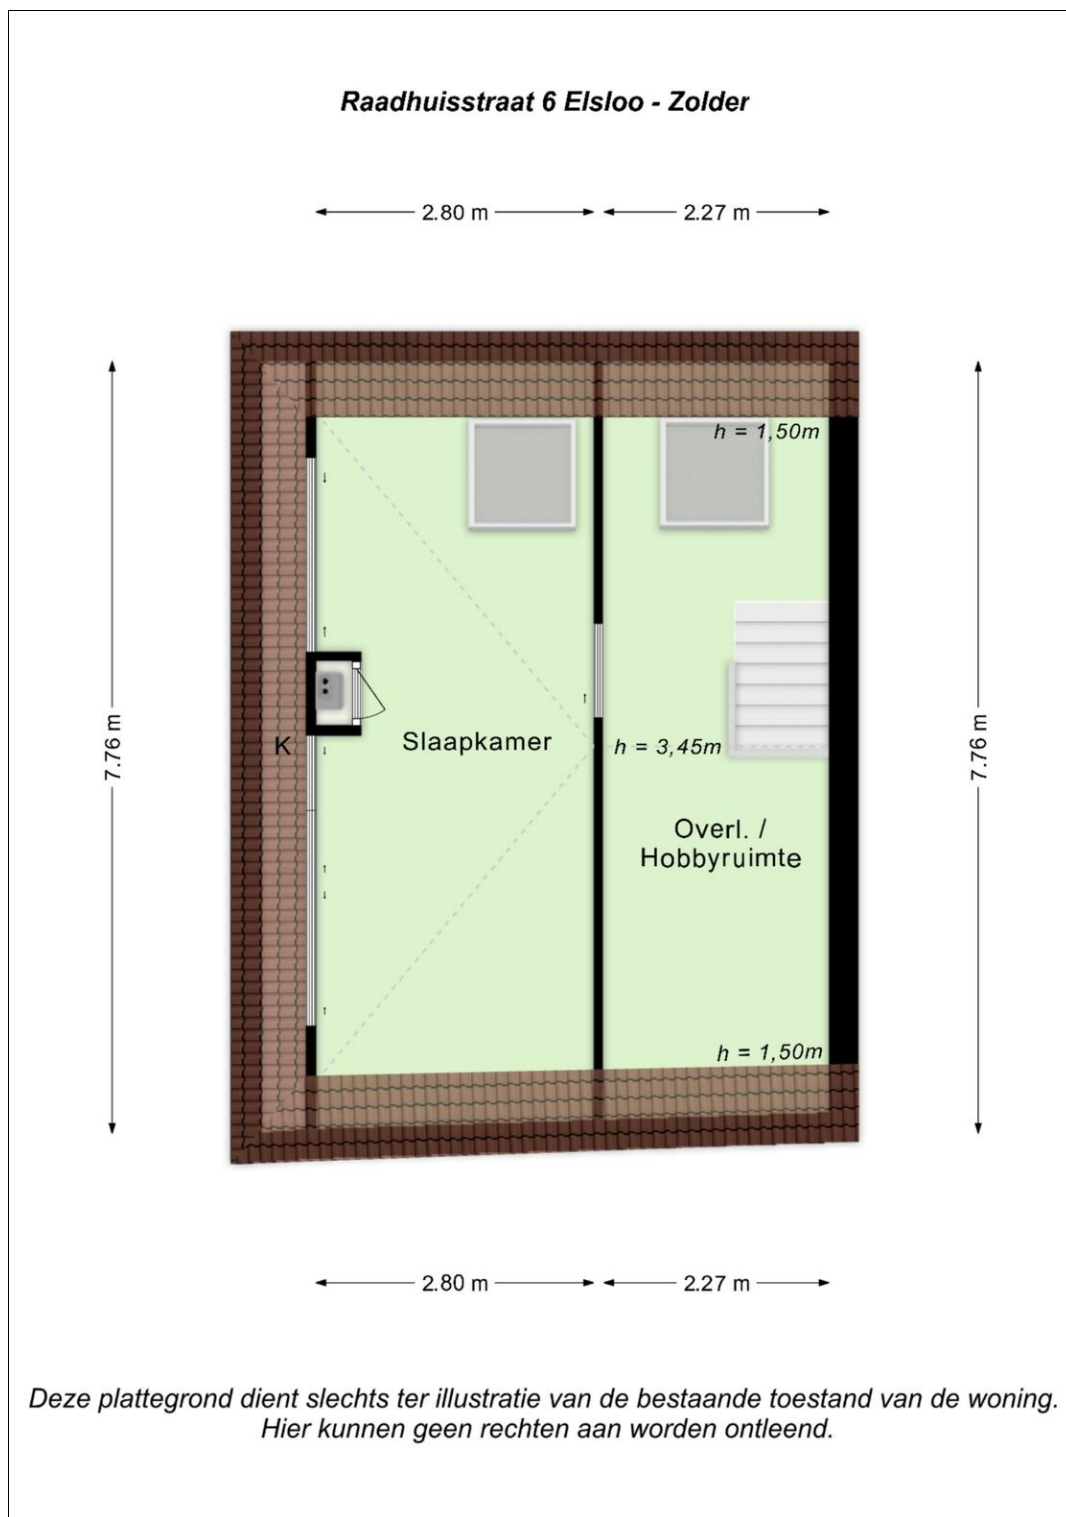 Raadhuisstraat 6 Elsloo - Zolder
2.80 m
2.27 m
h = 1,50m
7.76 m
K
Slaapkamer
h = 3,45m
7.76 m
Overl. /
Hobbyruimte
h = 1,50m
2.80 m
2.27 m
Deze plattegrond dient slechts ter illustratie van de bestaande toestand van de woning.
Hier kunnen geen rechten aan worden ontleend.